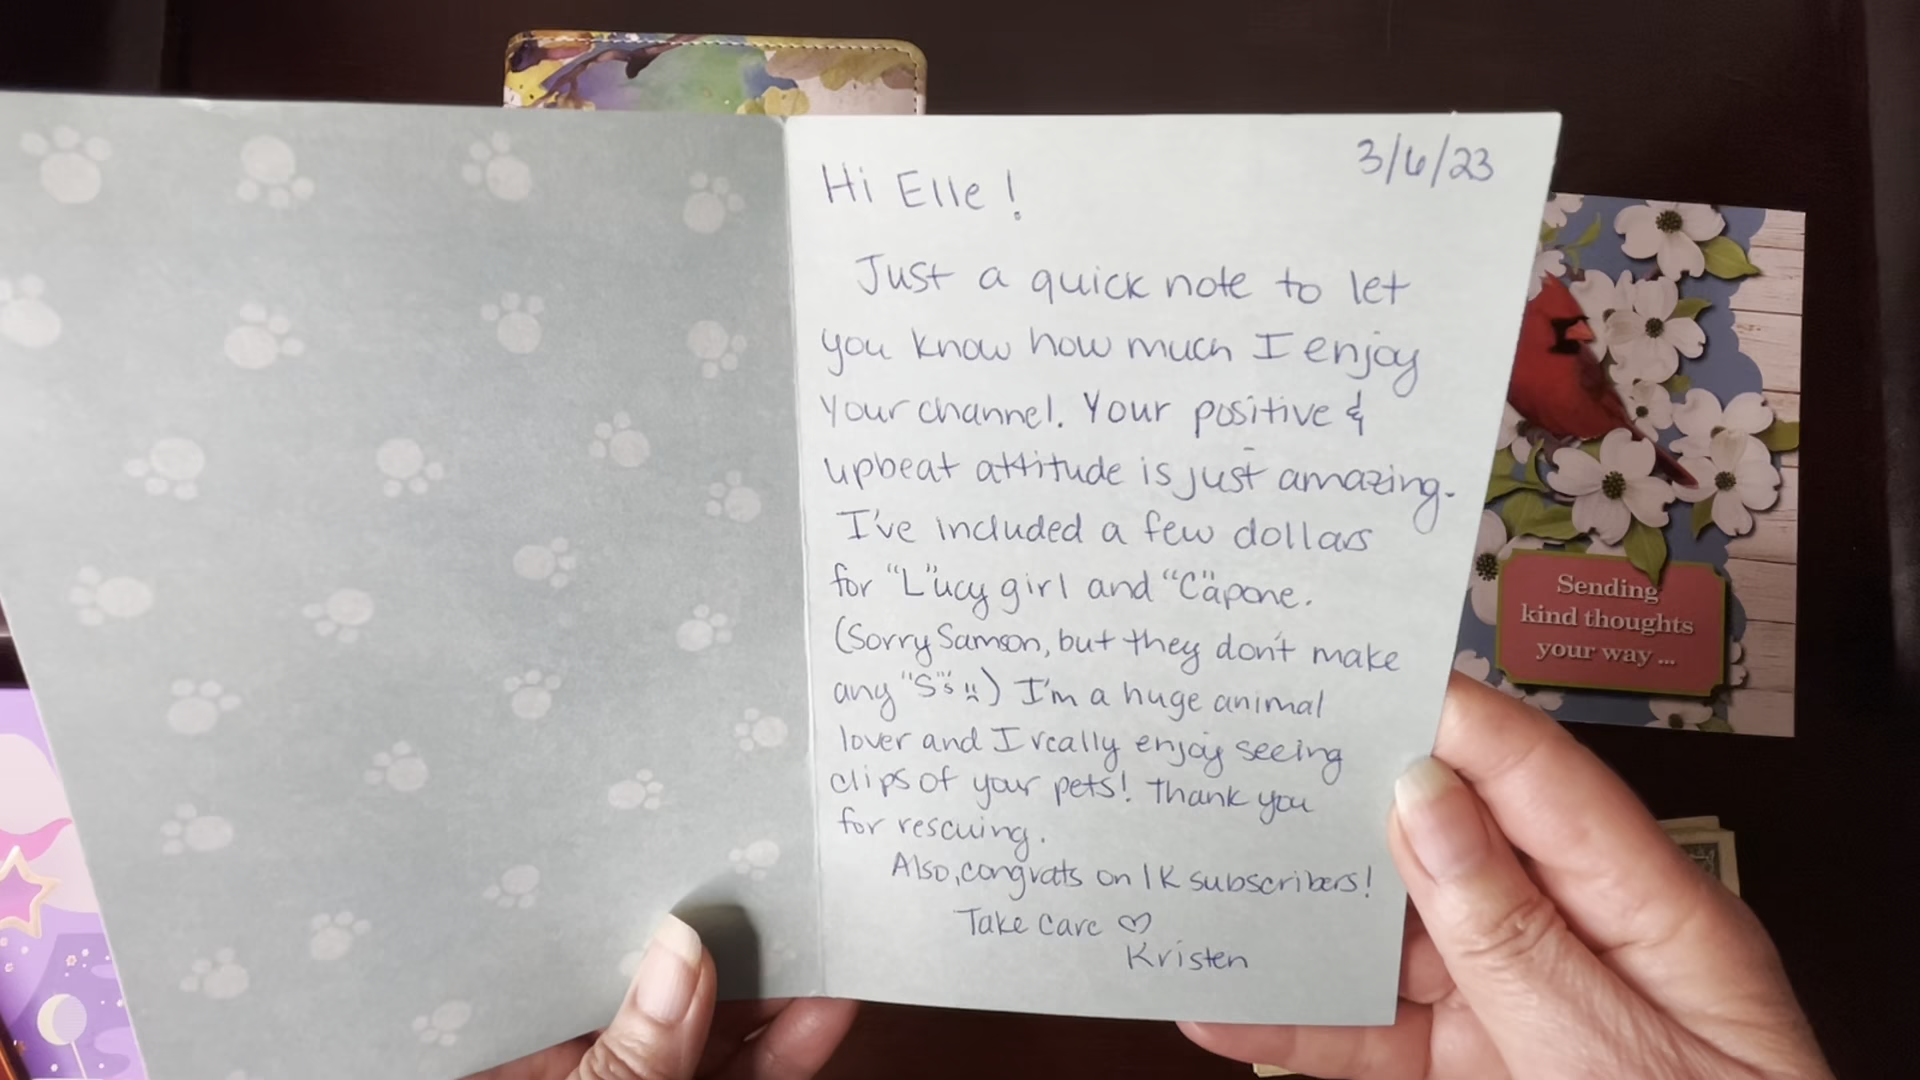 3/6/23
Hi Elle!
Just a quick note to let
you know how much I enjoy
your channel. Your positive &
upbeat attitude is just amazing.
I've included a few dollars
for "L"ucy girl and "C"apone.
(Sorry Samson, but they don't make
any "S"'s :( ) I'm a huge animal
lover and I really enjoy seeing
clips of your pets! Thank you
for rescuing.
Also, congrats on 1K subscribers!
Take care ♡
Kristen
Sending
kind thoughts
your way ...